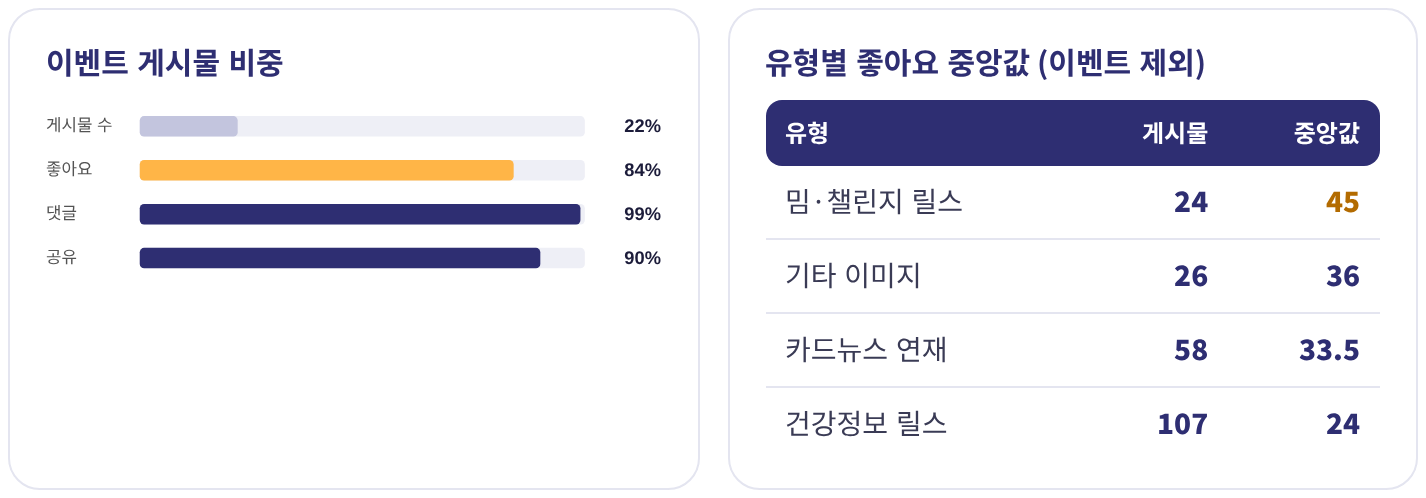 이벤트 게시물 비중
게시물 수 22%
좋아요 84%
댓글 99%
공유 90%
유형별 좋아요 중앙값 (이벤트 제외)
유형 게시물 중앙값
밈·챌린지 릴스 24 45
기타 이미지 26 36
카드뉴스 연재 58 33.5
건강정보 릴스 107 24